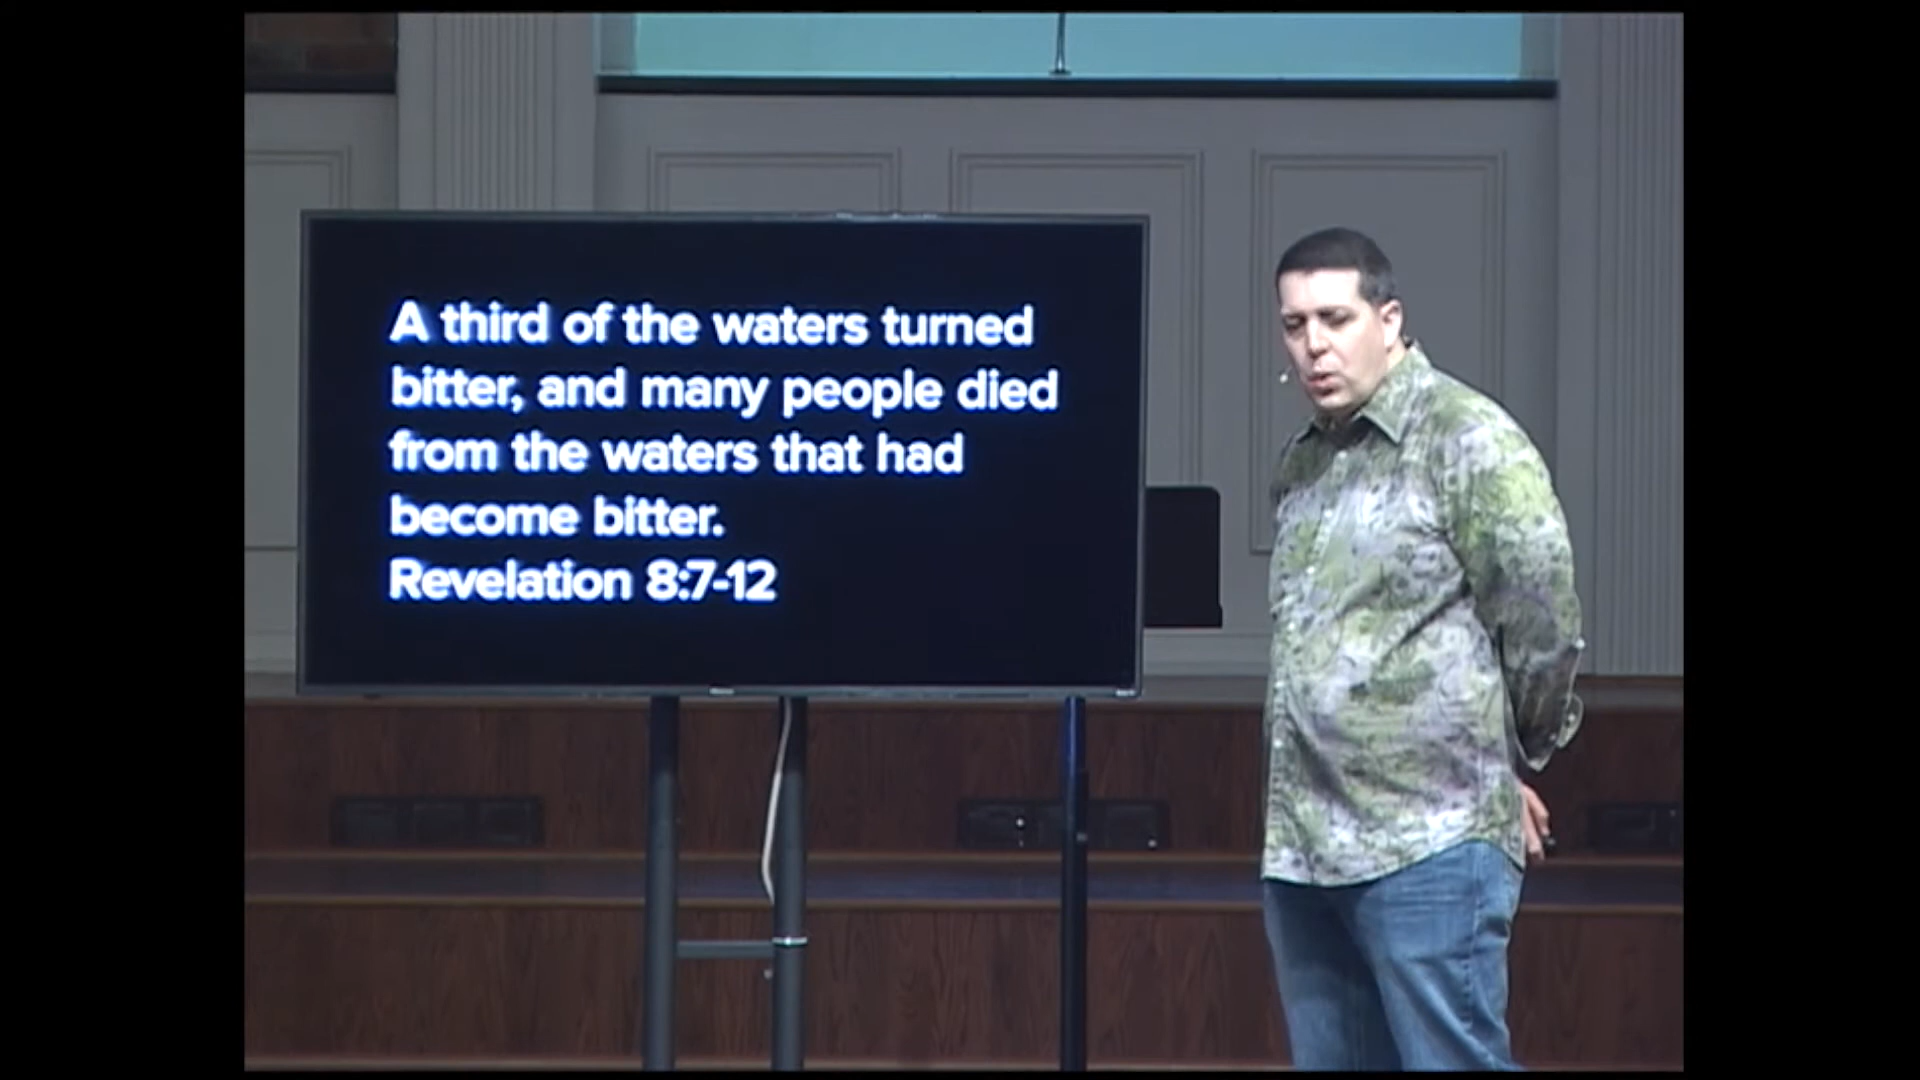 A third of the waters turned
bitter, and many people died
from the waters that had
become bitter.
Revelation 8:7-12